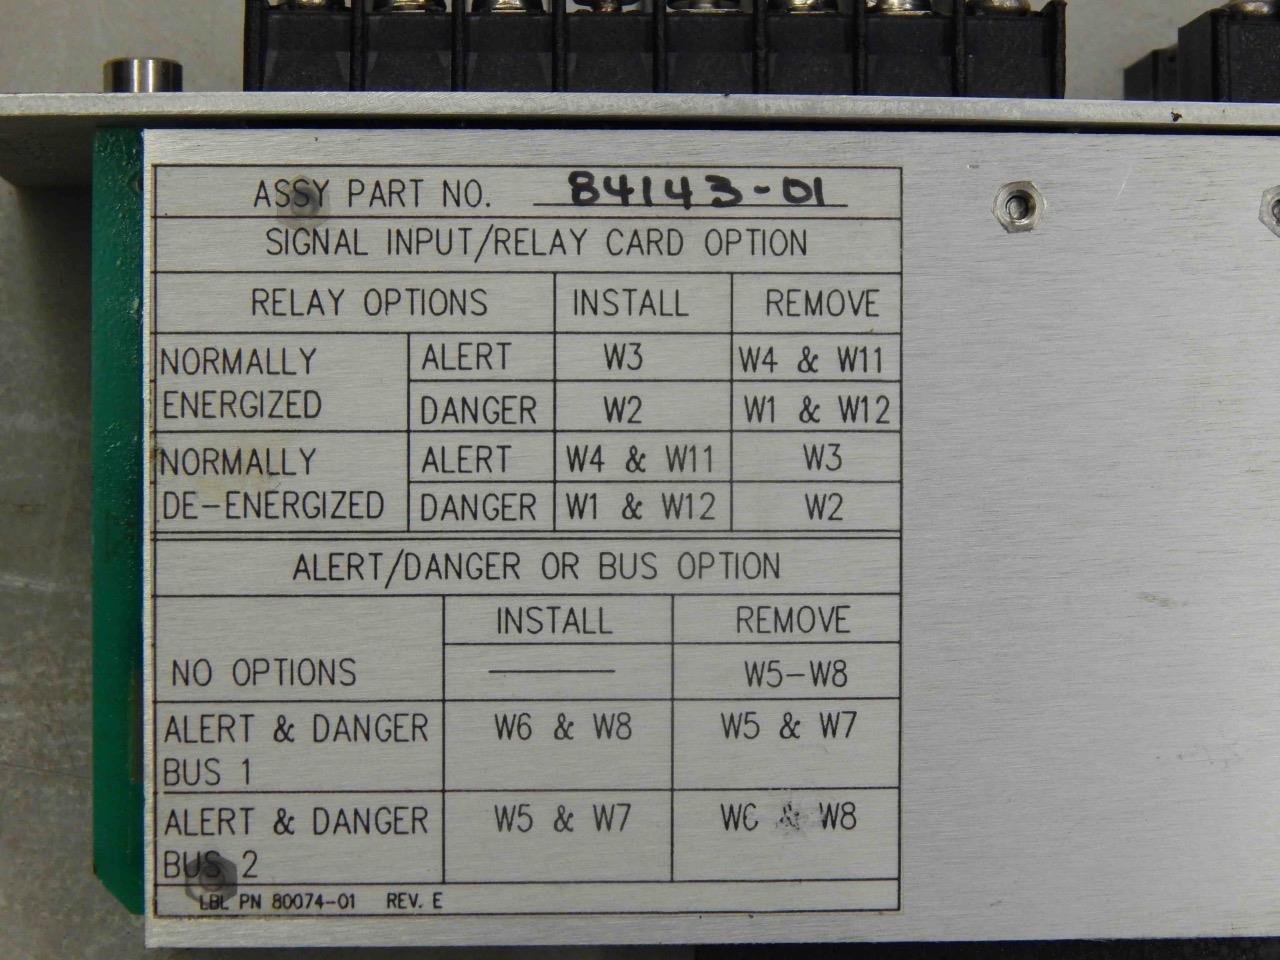 ASSY PART NO. 84143-01
SIGNAL INPUT/RELAY CARD OPTION
RELAY OPTIONS INSTALL REMOVE
NORMALLY ENERGIZED ALERT W3 W4 & W11
DANGER W2 W1 & W12
NORMALLY DE-ENERGIZED ALERT W4 & W11 W3
DANGER W1 & W12 W2
ALERT/DANGER OR BUS OPTION
INSTALL REMOVE
NO OPTIONS ——— W5-W8
ALERT & DANGER BUS 1 W6 & W8 W5 & W7
ALERT & DANGER BUS 2 W5 & W7 W6 & W8
LBL PN 80074-01 REV. E